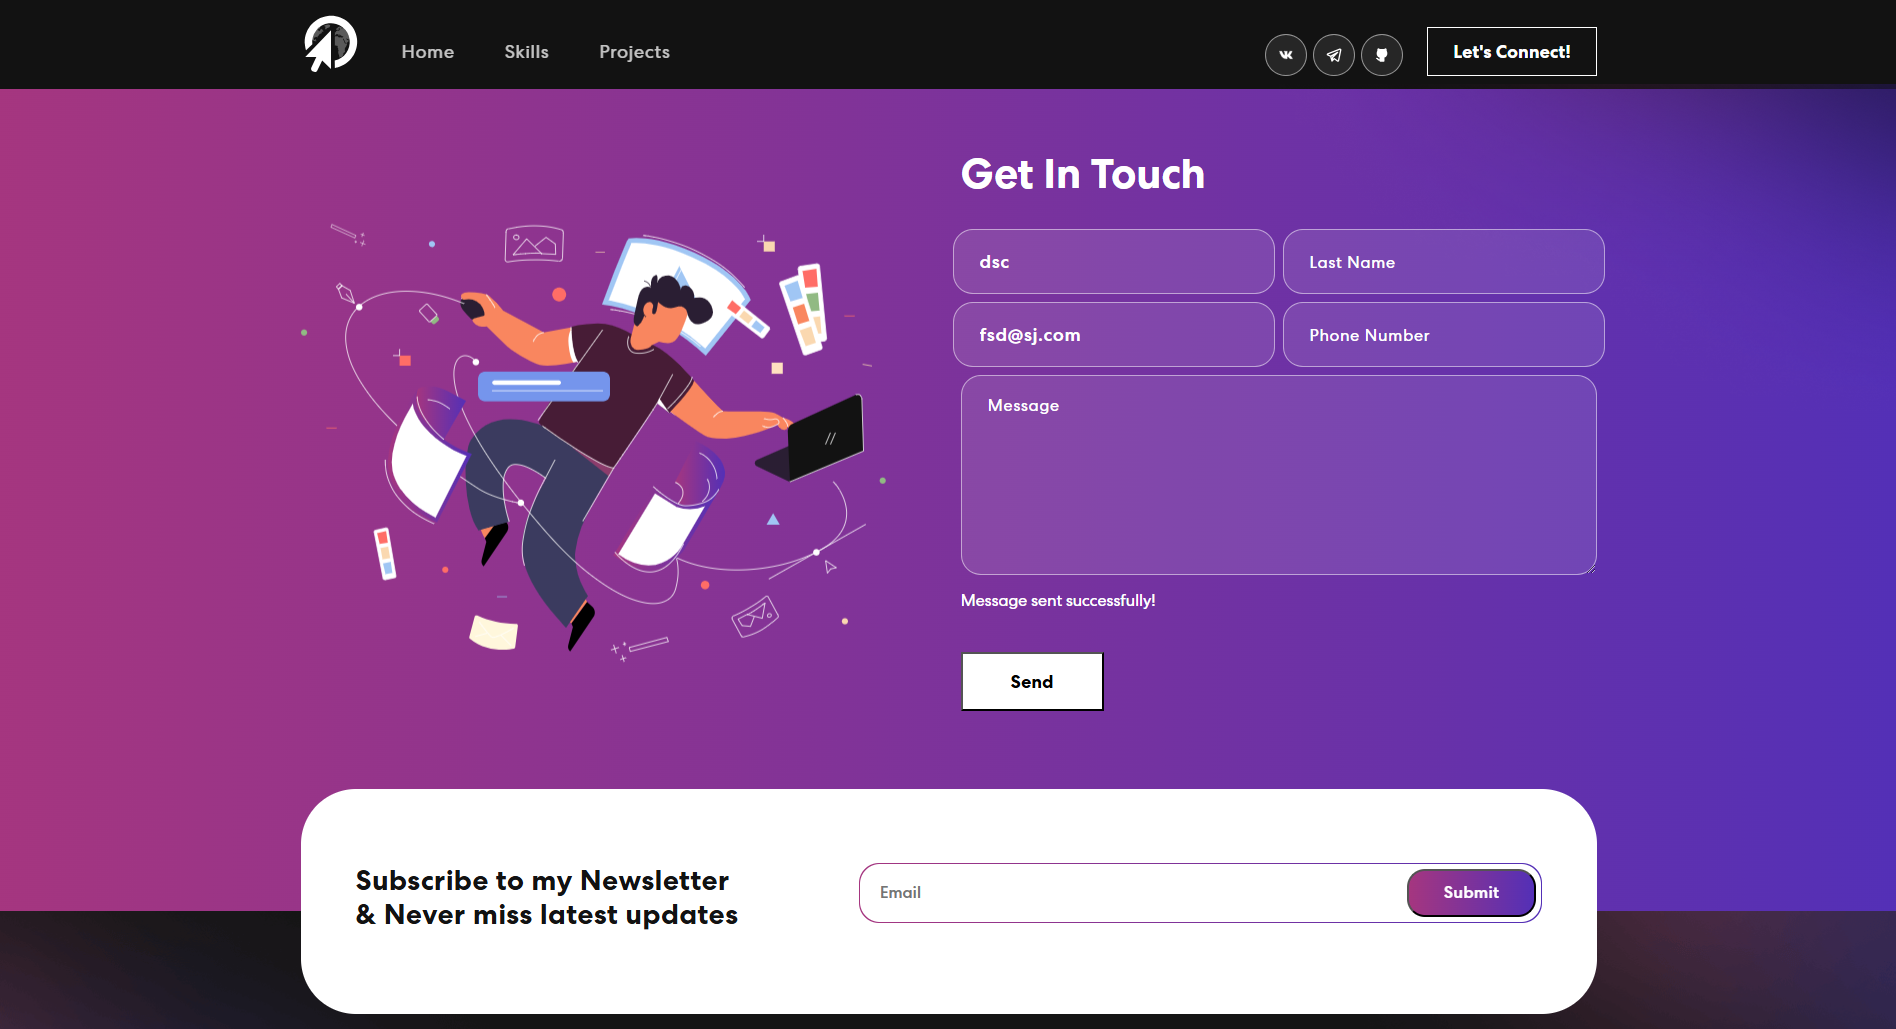 Home Skills Projects Let's Connect!
Get In Touch
dsc Last Name
fsd@sj.com Phone Number
Message
Message sent successfully!
Send
Subscribe to my Newsletter
& Never miss latest updates
Email Submit